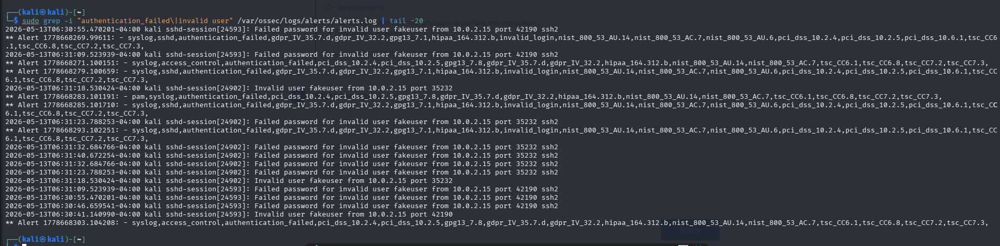 Requirements
┌──(kali㉿kali)-[~]
└─$ sudo grep -i "authentication_failed\|invalid user" /var/ossec/logs/alerts/alerts.log | tail -20
2026-05-13T06:30:55.470201-04:00 kali sshd-session[24593]: Failed password for invalid user fakeuser from 10.0.2.15 port 42190 ssh2
** Alert 1778668269.99611: - syslog,sshd,authentication_failed,gdpr_IV_35.7.d,gdpr_IV_32.2,gpg13_7.1,hipaa_164.312.b,invalid_login,nist_800_53_AU.14,nist_800_53_AC.7,nist_800_53_AU.6,pci_dss_10.2.4,pci_dss_10.2.5,pci_dss_10.6.1,tsc_CC6
.1,tsc_CC6.8,tsc_CC7.2,tsc_CC7.3,
2026-05-13T06:31:09.523939-04:00 kali sshd-session[24593]: Failed password for invalid user fakeuser from 10.0.2.15 port 42190 ssh2
** Alert 1778668271.100151: - syslog,access_control,authentication_failed,pci_dss_10.2.4,pci_dss_10.2.5,gpg13_7.8,gdpr_IV_35.7.d,gdpr_IV_32.2,hipaa_164.312.b,nist_800_53_AU.14,nist_800_53_AC.7,tsc_CC6.1,tsc_CC6.8,tsc_CC7.2,tsc_CC7.3,
** Alert 1778668279.100659: - syslog,sshd,authentication_failed,gdpr_IV_35.7.d,gdpr_IV_32.2,gpg13_7.1,hipaa_164.312.b,invalid_login,nist_800_53_AU.14,nist_800_53_AC.7,nist_800_53_AU.6,pci_dss_10.2.4,pci_dss_10.2.5,pci_dss_10.6.1,tsc_CC
6.1,tsc_CC6.8,tsc_CC7.2,tsc_CC7.3,
2026-05-13T06:31:18.530424-04:00 kali sshd-session[24902]: Invalid user fakeuser from 10.0.2.15 port 35232
** Alert 1778668283.101191: - pam,syslog,authentication_failed,pci_dss_10.2.4,pci_dss_10.2.5,gpg13_7.8,gdpr_IV_35.7.d,gdpr_IV_32.2,hipaa_164.312.b,nist_800_53_AU.14,nist_800_53_AC.7,tsc_CC6.1,tsc_CC6.8,tsc_CC7.2,tsc_CC7.3,
** Alert 1778668285.101710: - syslog,sshd,authentication_failed,gdpr_IV_35.7.d,gdpr_IV_32.2,gpg13_7.1,hipaa_164.312.b,invalid_login,nist_800_53_AU.14,nist_800_53_AC.7,nist_800_53_AU.6,pci_dss_10.2.4,pci_dss_10.2.5,pci_dss_10.6.1,tsc_CC
6.1,tsc_CC6.8,tsc_CC7.2,tsc_CC7.3,
2026-05-13T06:31:23.788253-04:00 kali sshd-session[24902]: Failed password for invalid user fakeuser from 10.0.2.15 port 35232 ssh2
** Alert 1778668293.102251: - syslog,sshd,authentication_failed,gdpr_IV_35.7.d,gdpr_IV_32.2,gpg13_7.1,hipaa_164.312.b,invalid_login,nist_800_53_AU.14,nist_800_53_AC.7,nist_800_53_AU.6,pci_dss_10.2.4,pci_dss_10.2.5,pci_dss_10.6.1,tsc_CC
6.1,tsc_CC6.8,tsc_CC7.2,tsc_CC7.3,
2026-05-13T06:31:32.684766-04:00 kali sshd-session[24902]: Failed password for invalid user fakeuser from 10.0.2.15 port 35232 ssh2
2026-05-13T06:31:40.672254-04:00 kali sshd-session[24902]: Failed password for invalid user fakeuser from 10.0.2.15 port 35232 ssh2
2026-05-13T06:31:32.684766-04:00 kali sshd-session[24902]: Failed password for invalid user fakeuser from 10.0.2.15 port 35232 ssh2
2026-05-13T06:31:23.788253-04:00 kali sshd-session[24902]: Failed password for invalid user fakeuser from 10.0.2.15 port 35232 ssh2
2026-05-13T06:31:18.530424-04:00 kali sshd-session[24902]: Invalid user fakeuser from 10.0.2.15 port 35232
2026-05-13T06:31:09.523939-04:00 kali sshd-session[24593]: Failed password for invalid user fakeuser from 10.0.2.15 port 42190 ssh2
2026-05-13T06:30:55.470201-04:00 kali sshd-session[24593]: Failed password for invalid user fakeuser from 10.0.2.15 port 42190 ssh2
2026-05-13T06:30:46.659541-04:00 kali sshd-session[24593]: Failed password for invalid user fakeuser from 10.0.2.15 port 42190 ssh2
2026-05-13T06:30:41.140990-04:00 kali sshd-session[24593]: Invalid user fakeuser from 10.0.2.15 port 42190
** Alert 1778668303.104208: - syslog,access_control,authentication_failed,pci_dss_10.2.4,pci_dss_10.2.5,gpg13_7.8,gdpr_IV_35.7.d,gdpr_IV_32.2,hipaa_164.312.b,nist_800_53_AU.14,nist_800_53_AC.7,tsc_CC6.1,tsc_CC6.8,tsc_CC7.2,tsc_CC7.3,
Close
┌──(kali㉿kali)-[~]
└─$